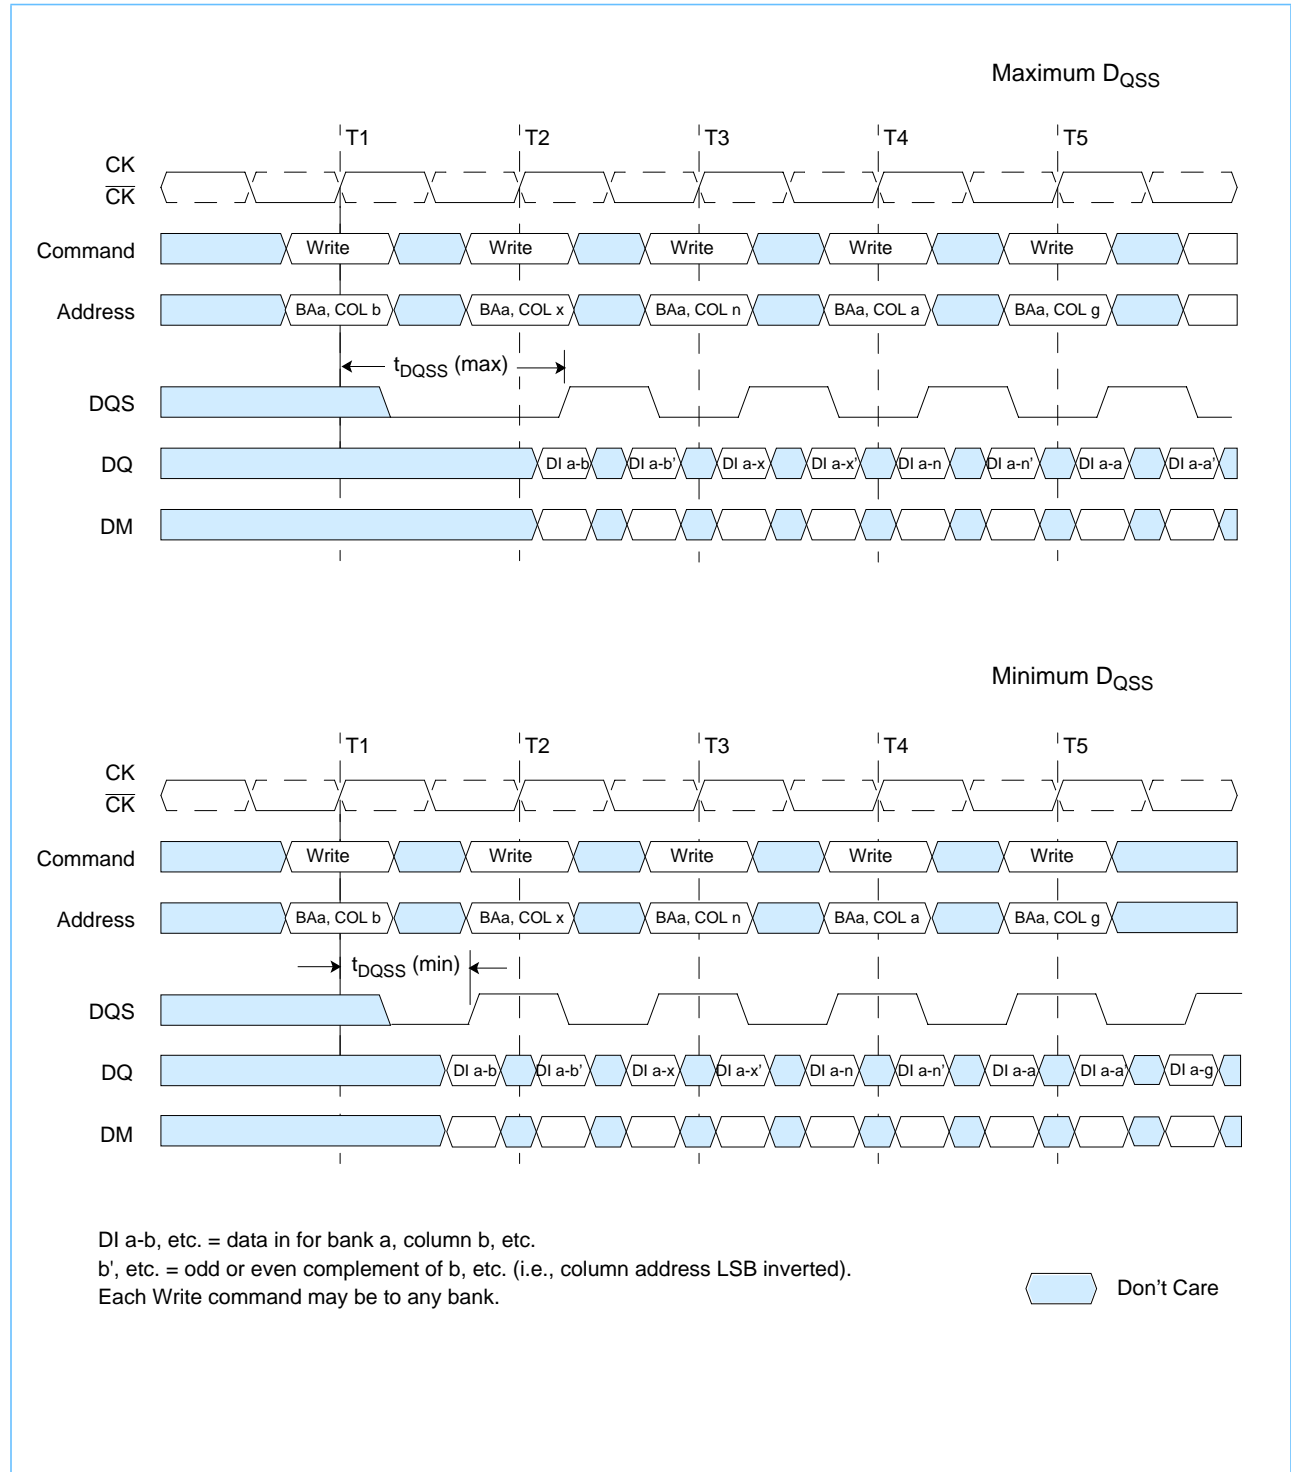 Maximum DQSS
T1 T2 T3 T4 T5
CK
CK
Command Write Write Write Write Write
Address BAa, COL b BAa, COL x BAa, COL n BAa, COL a BAa, COL g
tDQSS (max)
DQS
DQ DI a-b DI a-b’ DI a-x DI a-x’ DI a-n DI a-n’ DI a-a DI a-a’
DM
Minimum DQSS
T1 T2 T3 T4 T5
CK
CK
Command Write Write Write Write Write
Address BAa, COL b BAa, COL x BAa, COL n BAa, COL a BAa, COL g
tDQSS (min)
DQS
DQ DI a-b DI a-b’ DI a-x DI a-x’ DI a-n DI a-n’ DI a-a DI a-a’ DI a-g
DM
DI a-b, etc. = data in for bank a, column b, etc.
b', etc. = odd or even complement of b, etc. (i.e., column address LSB inverted).
Each Write command may be to any bank.
Don't Care